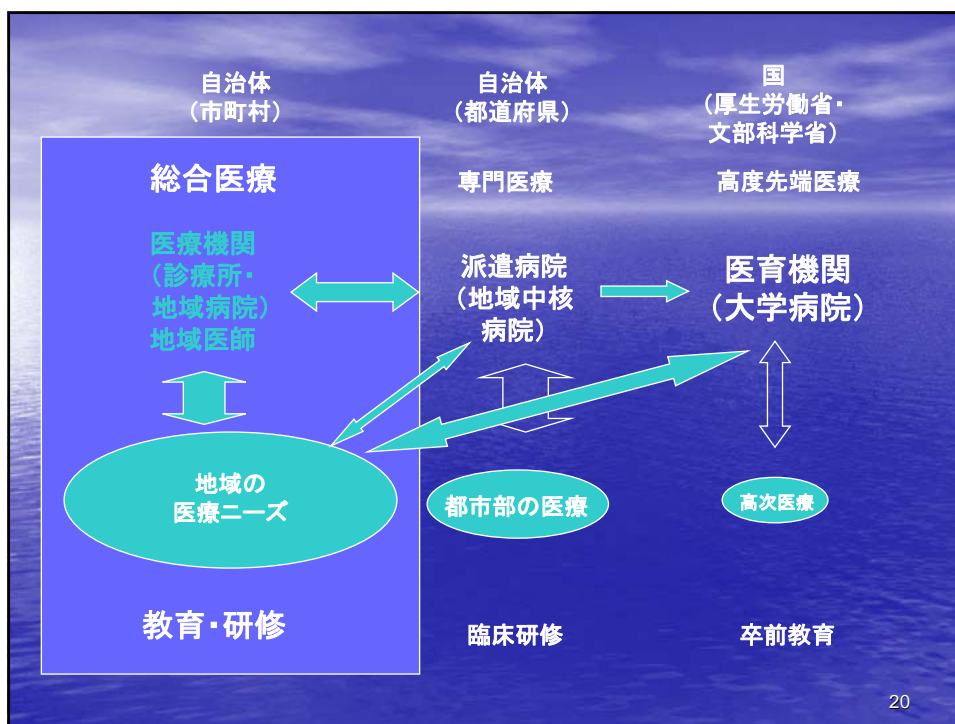 自治体
（市町村）
自治体
（都道府県）
国
（厚生労働省・
文部科学省）
総合医療
専門医療
高度先端医療
医療機関
（診療所・
地域病院）
地域医師
派遣病院
（地域中核
病院）
医育機関
（大学病院）
地域の
医療ニーズ
都市部の医療
高次医療
教育・研修
臨床研修
卒前教育
20